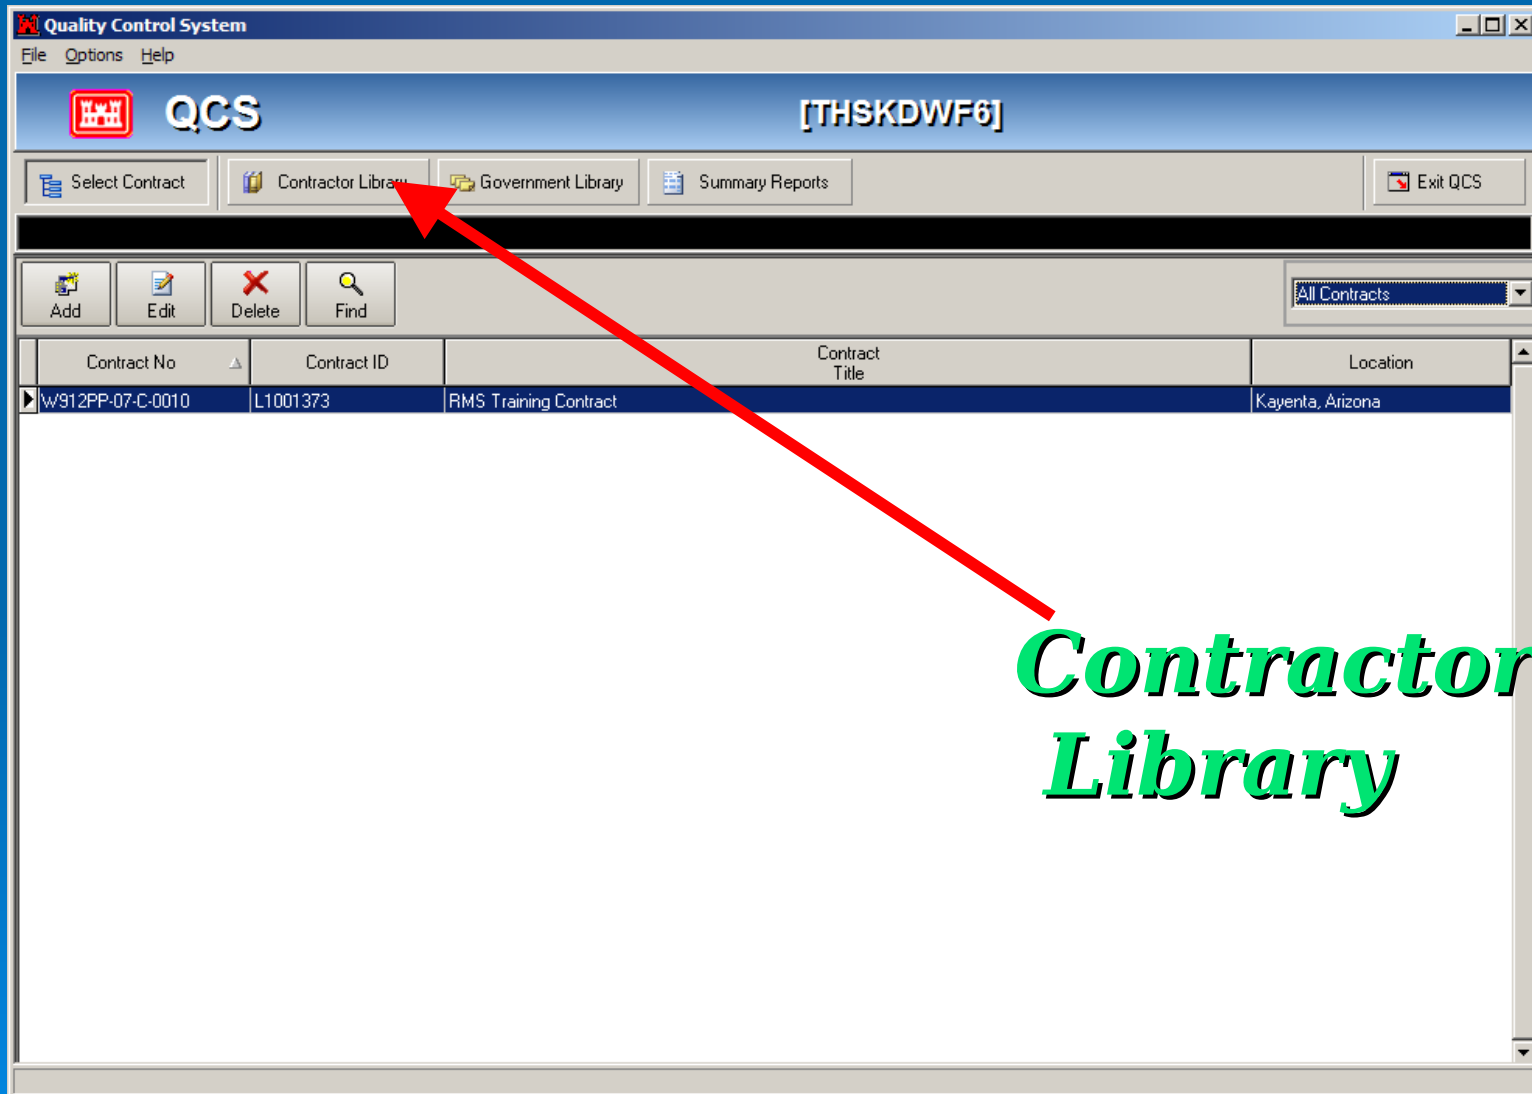 Quality Control System
File Options Help
QCS [THSKDWF6]
Select Contract Contractor Library Government Library Summary Reports Exit QCS
Add Edit Delete Find All Contracts
Contract No Contract ID Contract Title Location
W912PP-07-C-0010 L1001373 RMS Training Contract Kayenta, Arizona
Contractor
Library